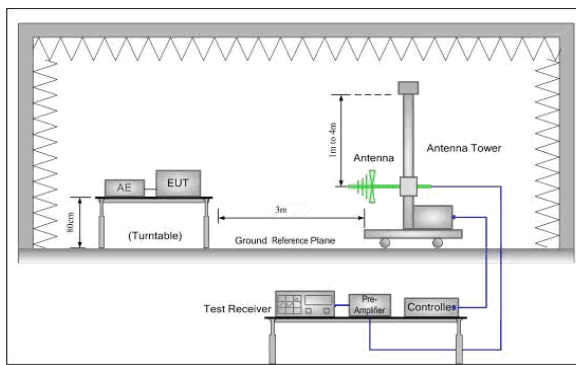 1m to 4m
Antenna
Antenna Tower
AE
EUT
80cm
(Turntable)
3m
Ground Reference Plane
Test Receiver
Pre-
Amplifier
Controller